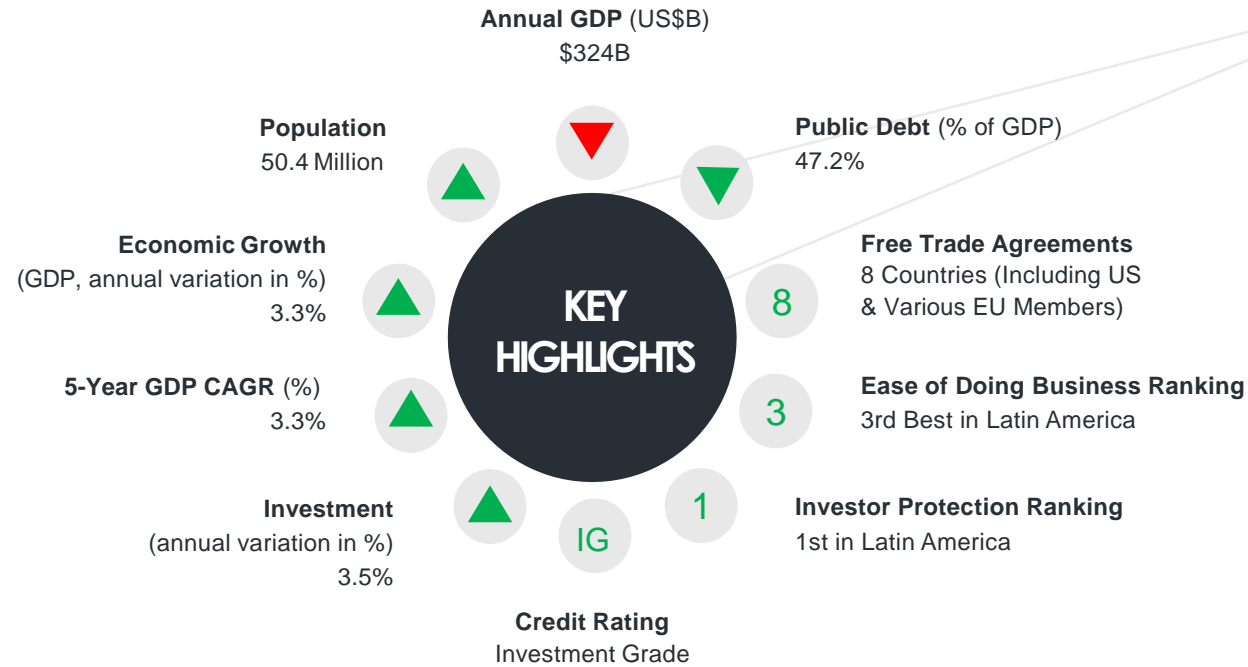 Annual GDP (US$B)
$324B
Population
50.4 Million
Public Debt (% of GDP)
47.2%
Economic Growth
(GDP, annual variation in %)
3.3%
Free Trade Agreements
8 Countries (Including US
& Various EU Members)
8
KEY
HIGHLIGHTS
5-Year GDP CAGR (%)
3.3%
Ease of Doing Business Ranking
3rd Best in Latin America
3
Investment
(annual variation in %)
3.5%
Investor Protection Ranking
1st in Latin America
1
IG
Credit Rating
Investment Grade